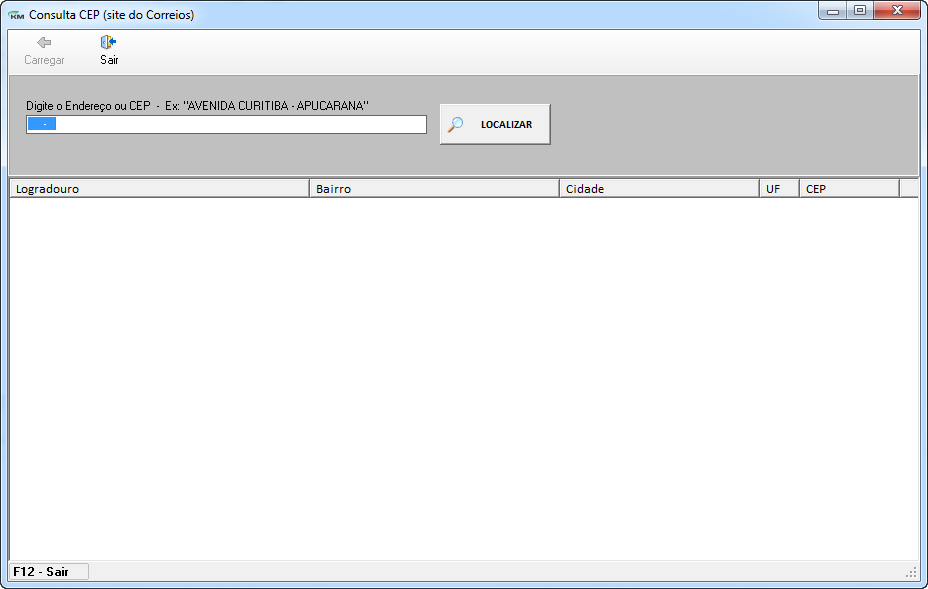 KM Consulta CEP (site do Correios)
Carregar Sair
Digite o Endereço ou CEP - Ex: "AVENIDA CURITIBA - APUCARANA"
-
LOCALIZAR
Logradouro Bairro Cidade UF CEP
F12 - Sair